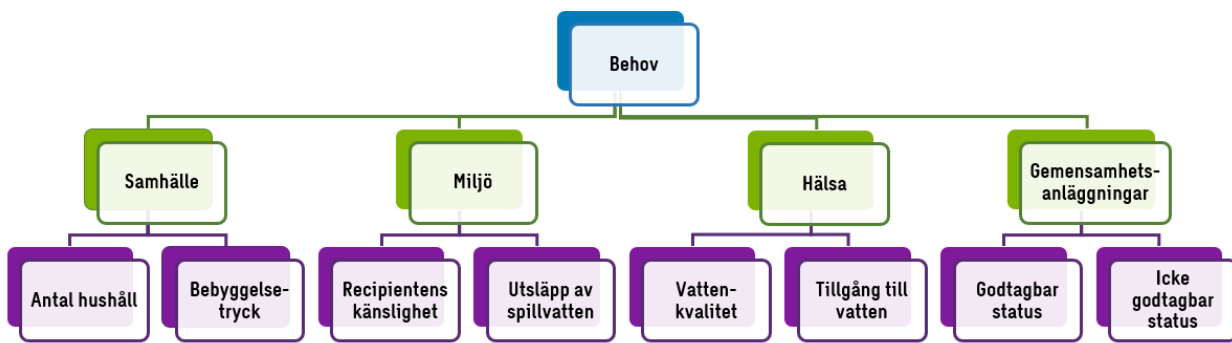 Behov
Samhälle
Miljö
Hälsa
Gemensamhets-
anläggningar
Antal hushåll
Bebyggelse-
tryck
Recipientens
känslighet
Utsläpp av
spillvatten
Vatten-
kvalitet
Tillgång till
vatten
Godtagbar
status
Icke
godtagbar
status